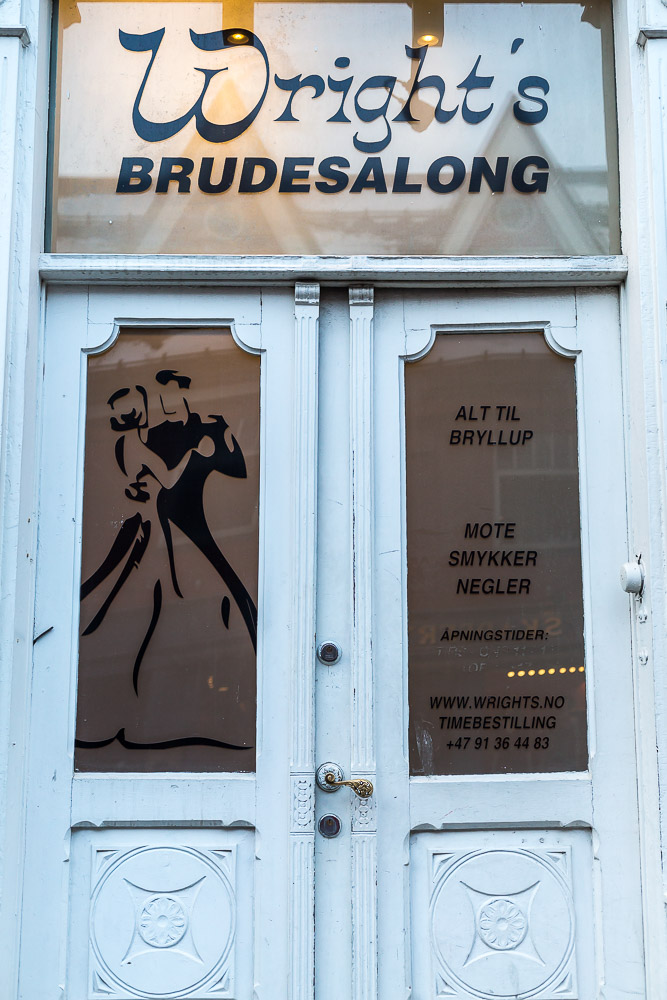 Wright's
BRUDESALONG
ALT TIL
BRYLLUP
MOTE
SMYKKER
NEGLER
ÅPNINGSTIDER:
WWW.WRIGHTS.NO
TIMEBESTILLING
+47 91 36 44 83